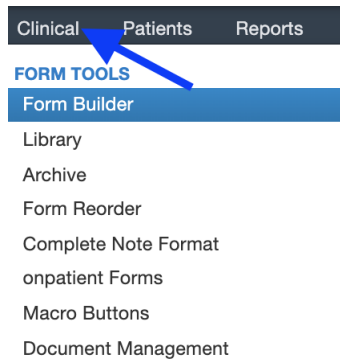 Clinical Patients Reports
FORM TOOLS
Form Builder
Library
Archive
Form Reorder
Complete Note Format
onpatient Forms
Macro Buttons
Document Management